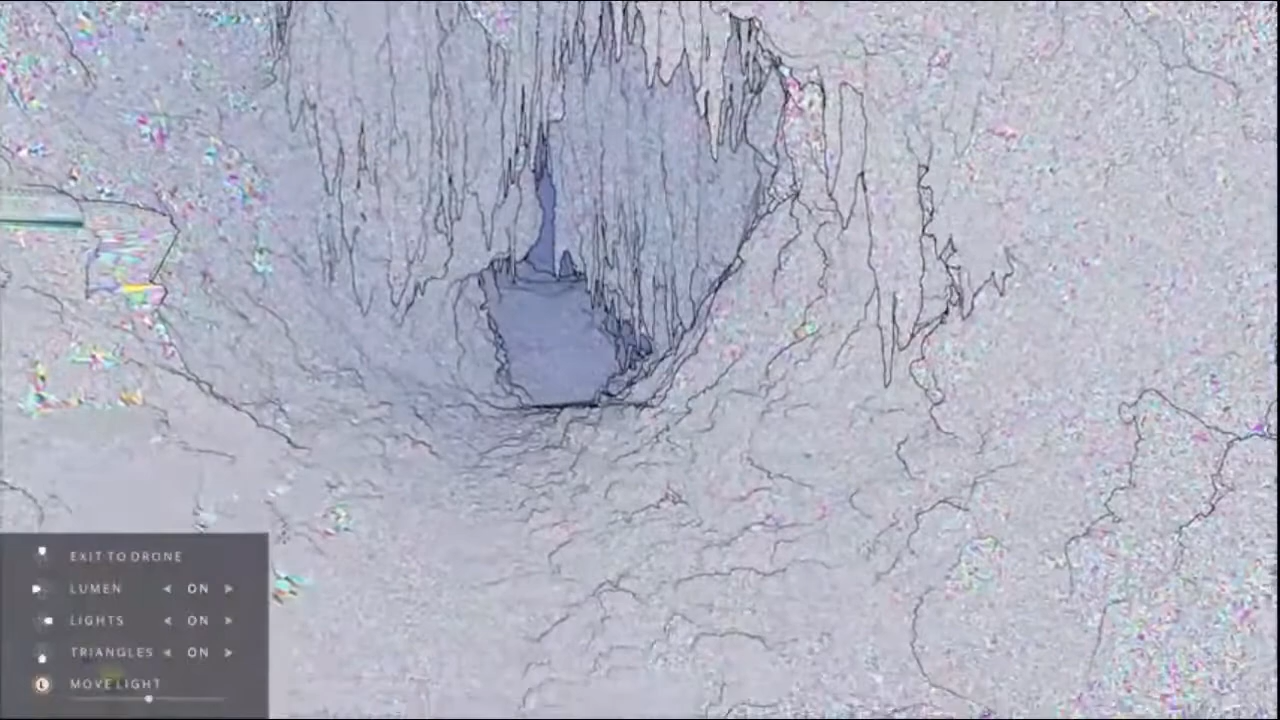 EXIT TO DRONE
LUMEN ◄ ON ►
LIGHTS ◄ ON ►
TRIANGLES ◄ ON ►
L MOVE LIGHT